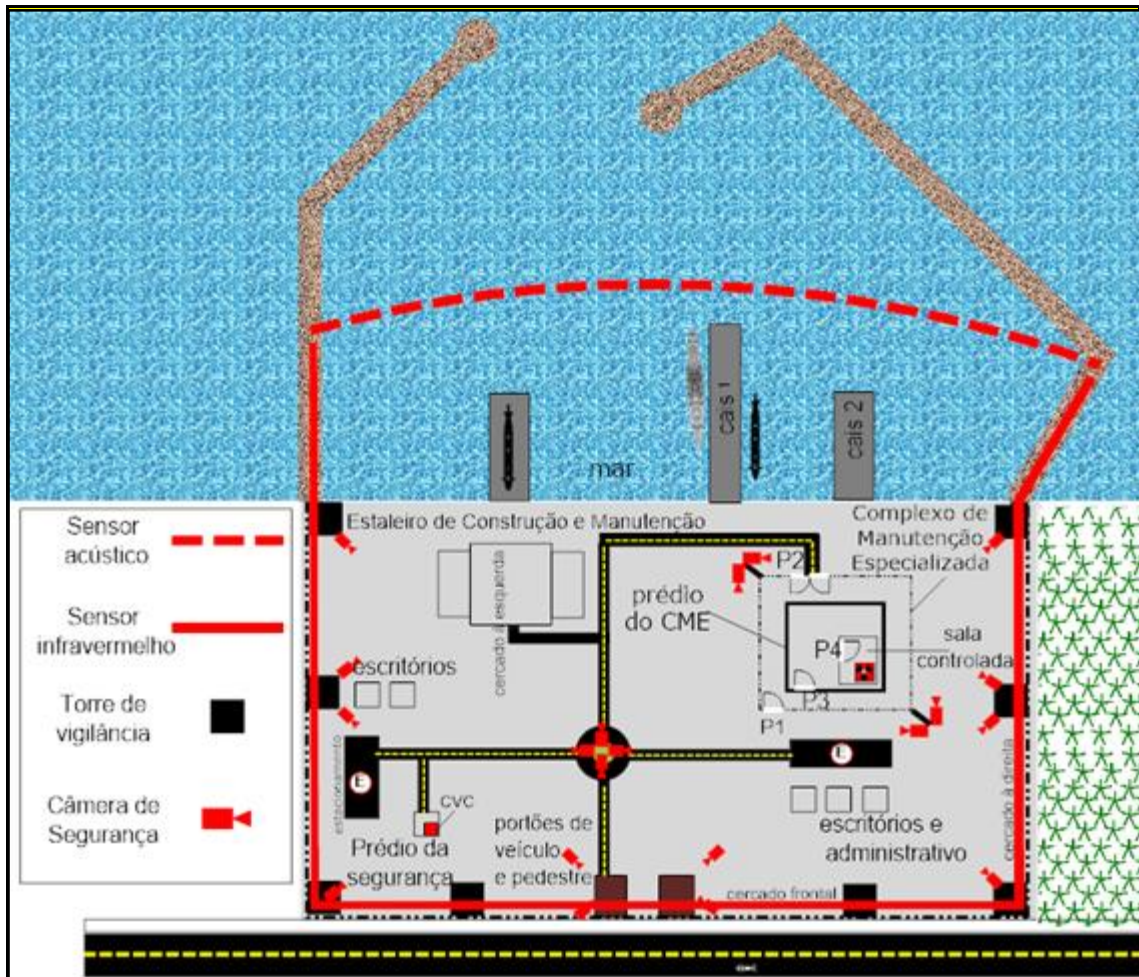 cais 1
cais 2
mar
Sensor
acústico
Sensor
infravermelho
Torre de
vigilância
Câmera de
Segurança
Estaleiro de Construção e Manutenção
Complexo de
Manutenção
Especializada
cercado à esquerda
P2
prédio
do CME
P4
sala
controlada
P3
P1
escritórios
estacionamento
E
E
cvc
Prédio da
segurança
portões de
veículo
e pedestre
escritórios e
administrativo
cercado à direita
cercado frontal